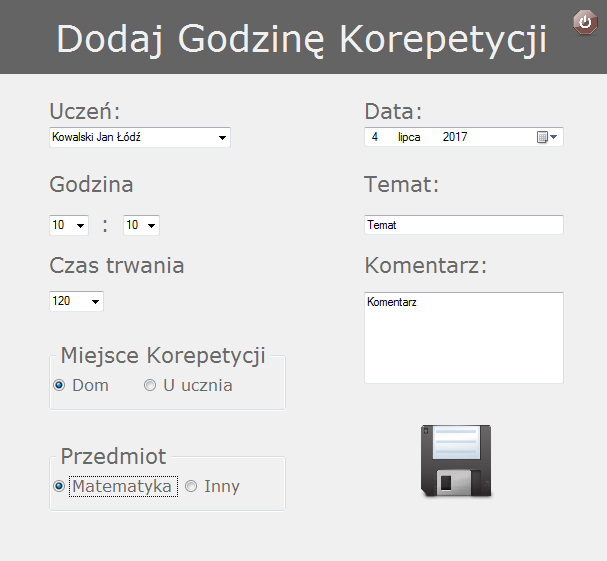 Dodaj Godzinę Korepetycji
Uczeń:
Kowalski Jan Łódź
Data:
4 lipca 2017
Godzina
10 : 10
Temat:
Temat
Czas trwania
120
Komentarz:
Komentarz
Miejsce Korepetycji
Dom U ucznia
Przedmiot
Matematyka Inny